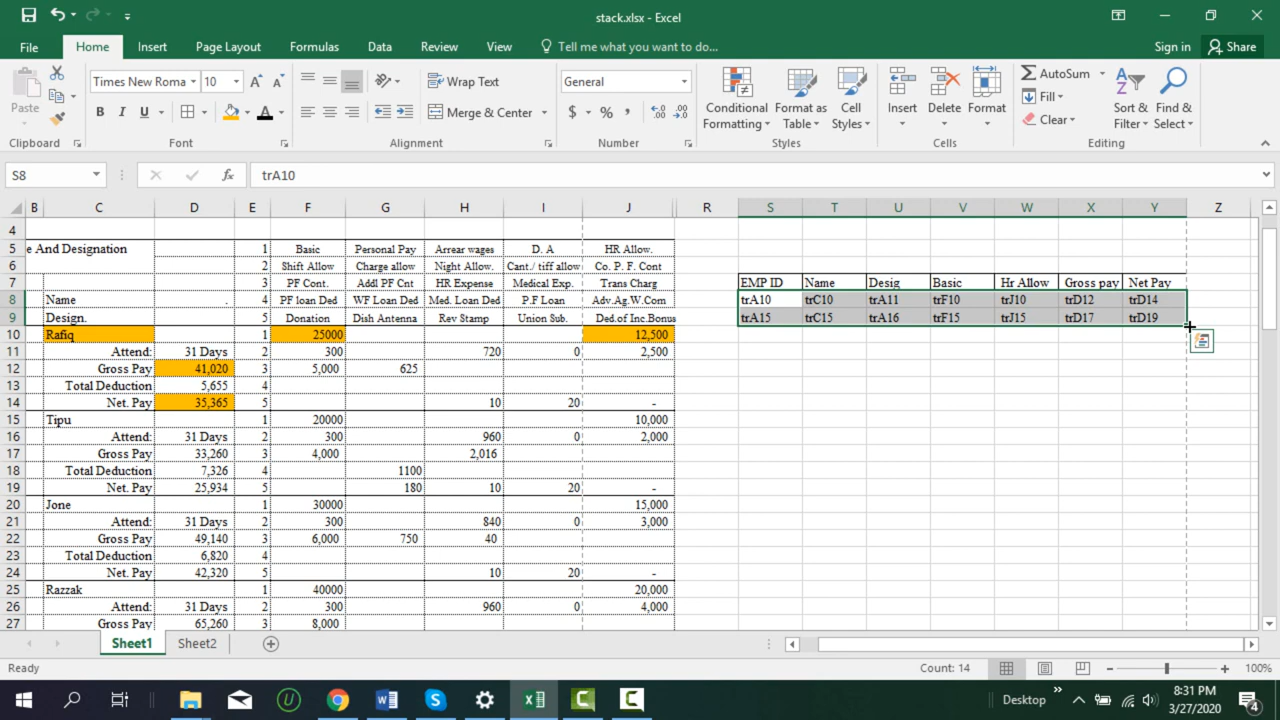 stack.xlsx - Excel
File Home Insert Page Layout Formulas Data Review View Tell me what you want to do... Sign in Share
Paste Times New Roma 10 Wrap Text General AutoSum
B I U Merge & Center $ % , Conditional Formatting Format as Table Cell Styles Insert Delete Format Fill Clear Sort & Filter Find & Select
Clipboard Font Alignment Number Styles Cells Editing
S8 fx trA10
B C D E F G H I J R S T U V W X Y Z
4
5 e And Designation 1 Basic Personal Pay Arrear wages D. A HR Allow.
6 2 Shift Allow Charge allow Night Allow. Cant./ tiff allow Co. P. F. Cont
7 3 PF Cont. Addl PF Cnt HR Expense Medical Exp. Trans Charg EMP ID Name Desig Basic Hr Allow Gross pay Net Pay
8 Name . 4 PF loan Ded WF Loan Ded Med. Loan Ded P.F Loan Adv.Ag.W.Com trA10 trC10 trA11 trF10 trJ10 trD12 trD14
9 Design. 5 Donation Dish Antenna Rev Stamp Union Sub. Ded.of Inc.Bonus trA15 trC15 trA16 trF15 trJ15 trD17 trD19
10 Rafiq 1 25000 12,500
11 Attend: 31 Days 2 300 720 0 2,500
12 Gross Pay 41,020 3 5,000 625
13 Total Deduction 5,655 4
14 Net. Pay 35,365 5 10 20 -
15 Tipu 1 20000 10,000
16 Attend: 31 Days 2 300 960 0 2,000
17 Gross Pay 33,260 3 4,000 2,016
18 Total Deduction 7,326 4 1100
19 Net. Pay 25,934 5 180 10 20 -
20 Jone 1 30000 15,000
21 Attend: 31 Days 2 300 840 0 3,000
22 Gross Pay 49,140 3 6,000 750 40
23 Total Deduction 6,820 4
24 Net. Pay 42,320 5 10 20 -
25 Razzak 1 40000 20,000
26 Attend: 31 Days 2 300 960 0 4,000
27 Gross Pay 65,260 3 8,000
Sheet1 Sheet2
Ready Count: 14 100%
Desktop 8:31 PM
3/27/2020 4